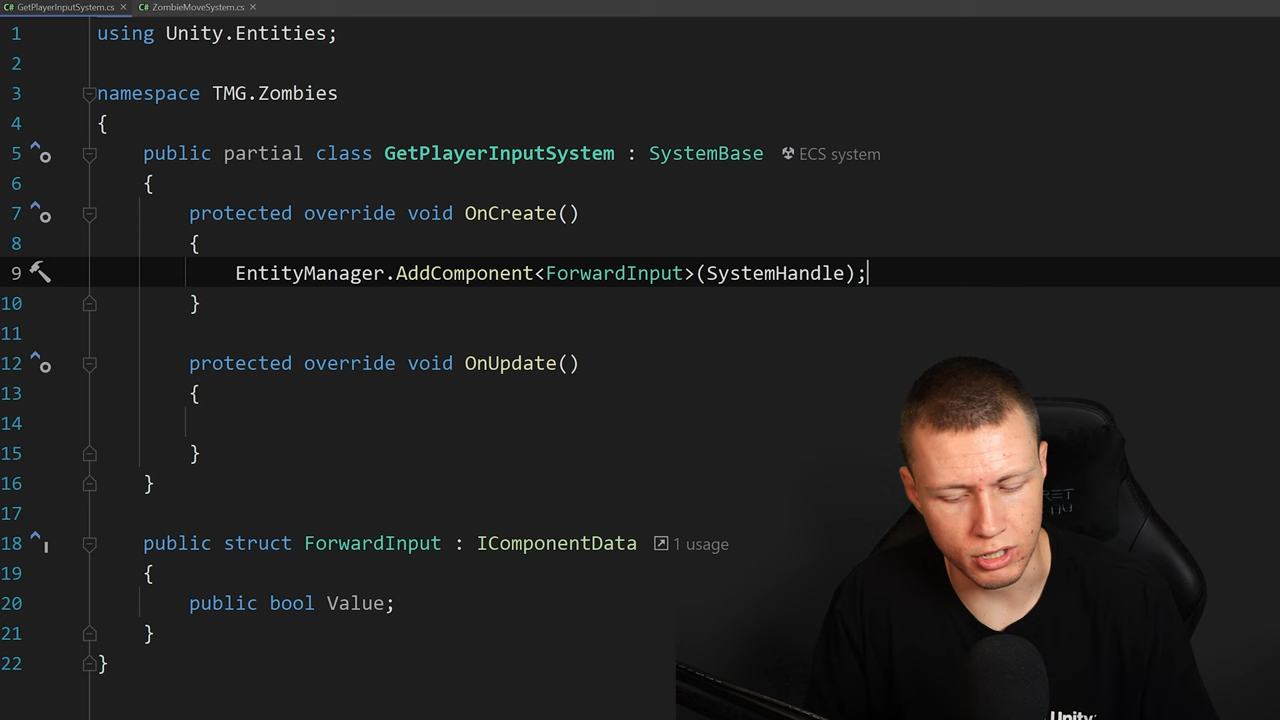 GetPlayerInputSystem.cs
ZombieMoveSystem.cs
1 using Unity.Entities;
2
3 namespace TMG.Zombies
4 {
5 public partial class GetPlayerInputSystem : SystemBase ECS system
6 {
7 protected override void OnCreate()
8 {
9 EntityManager.AddComponent<ForwardInput>(SystemHandle);
10 }
11
12 protected override void OnUpdate()
13 {
14
15 }
16 }
17
18 public struct ForwardInput : IComponentData 1 usage
19 {
20 public bool Value;
21 }
22 }
Unity